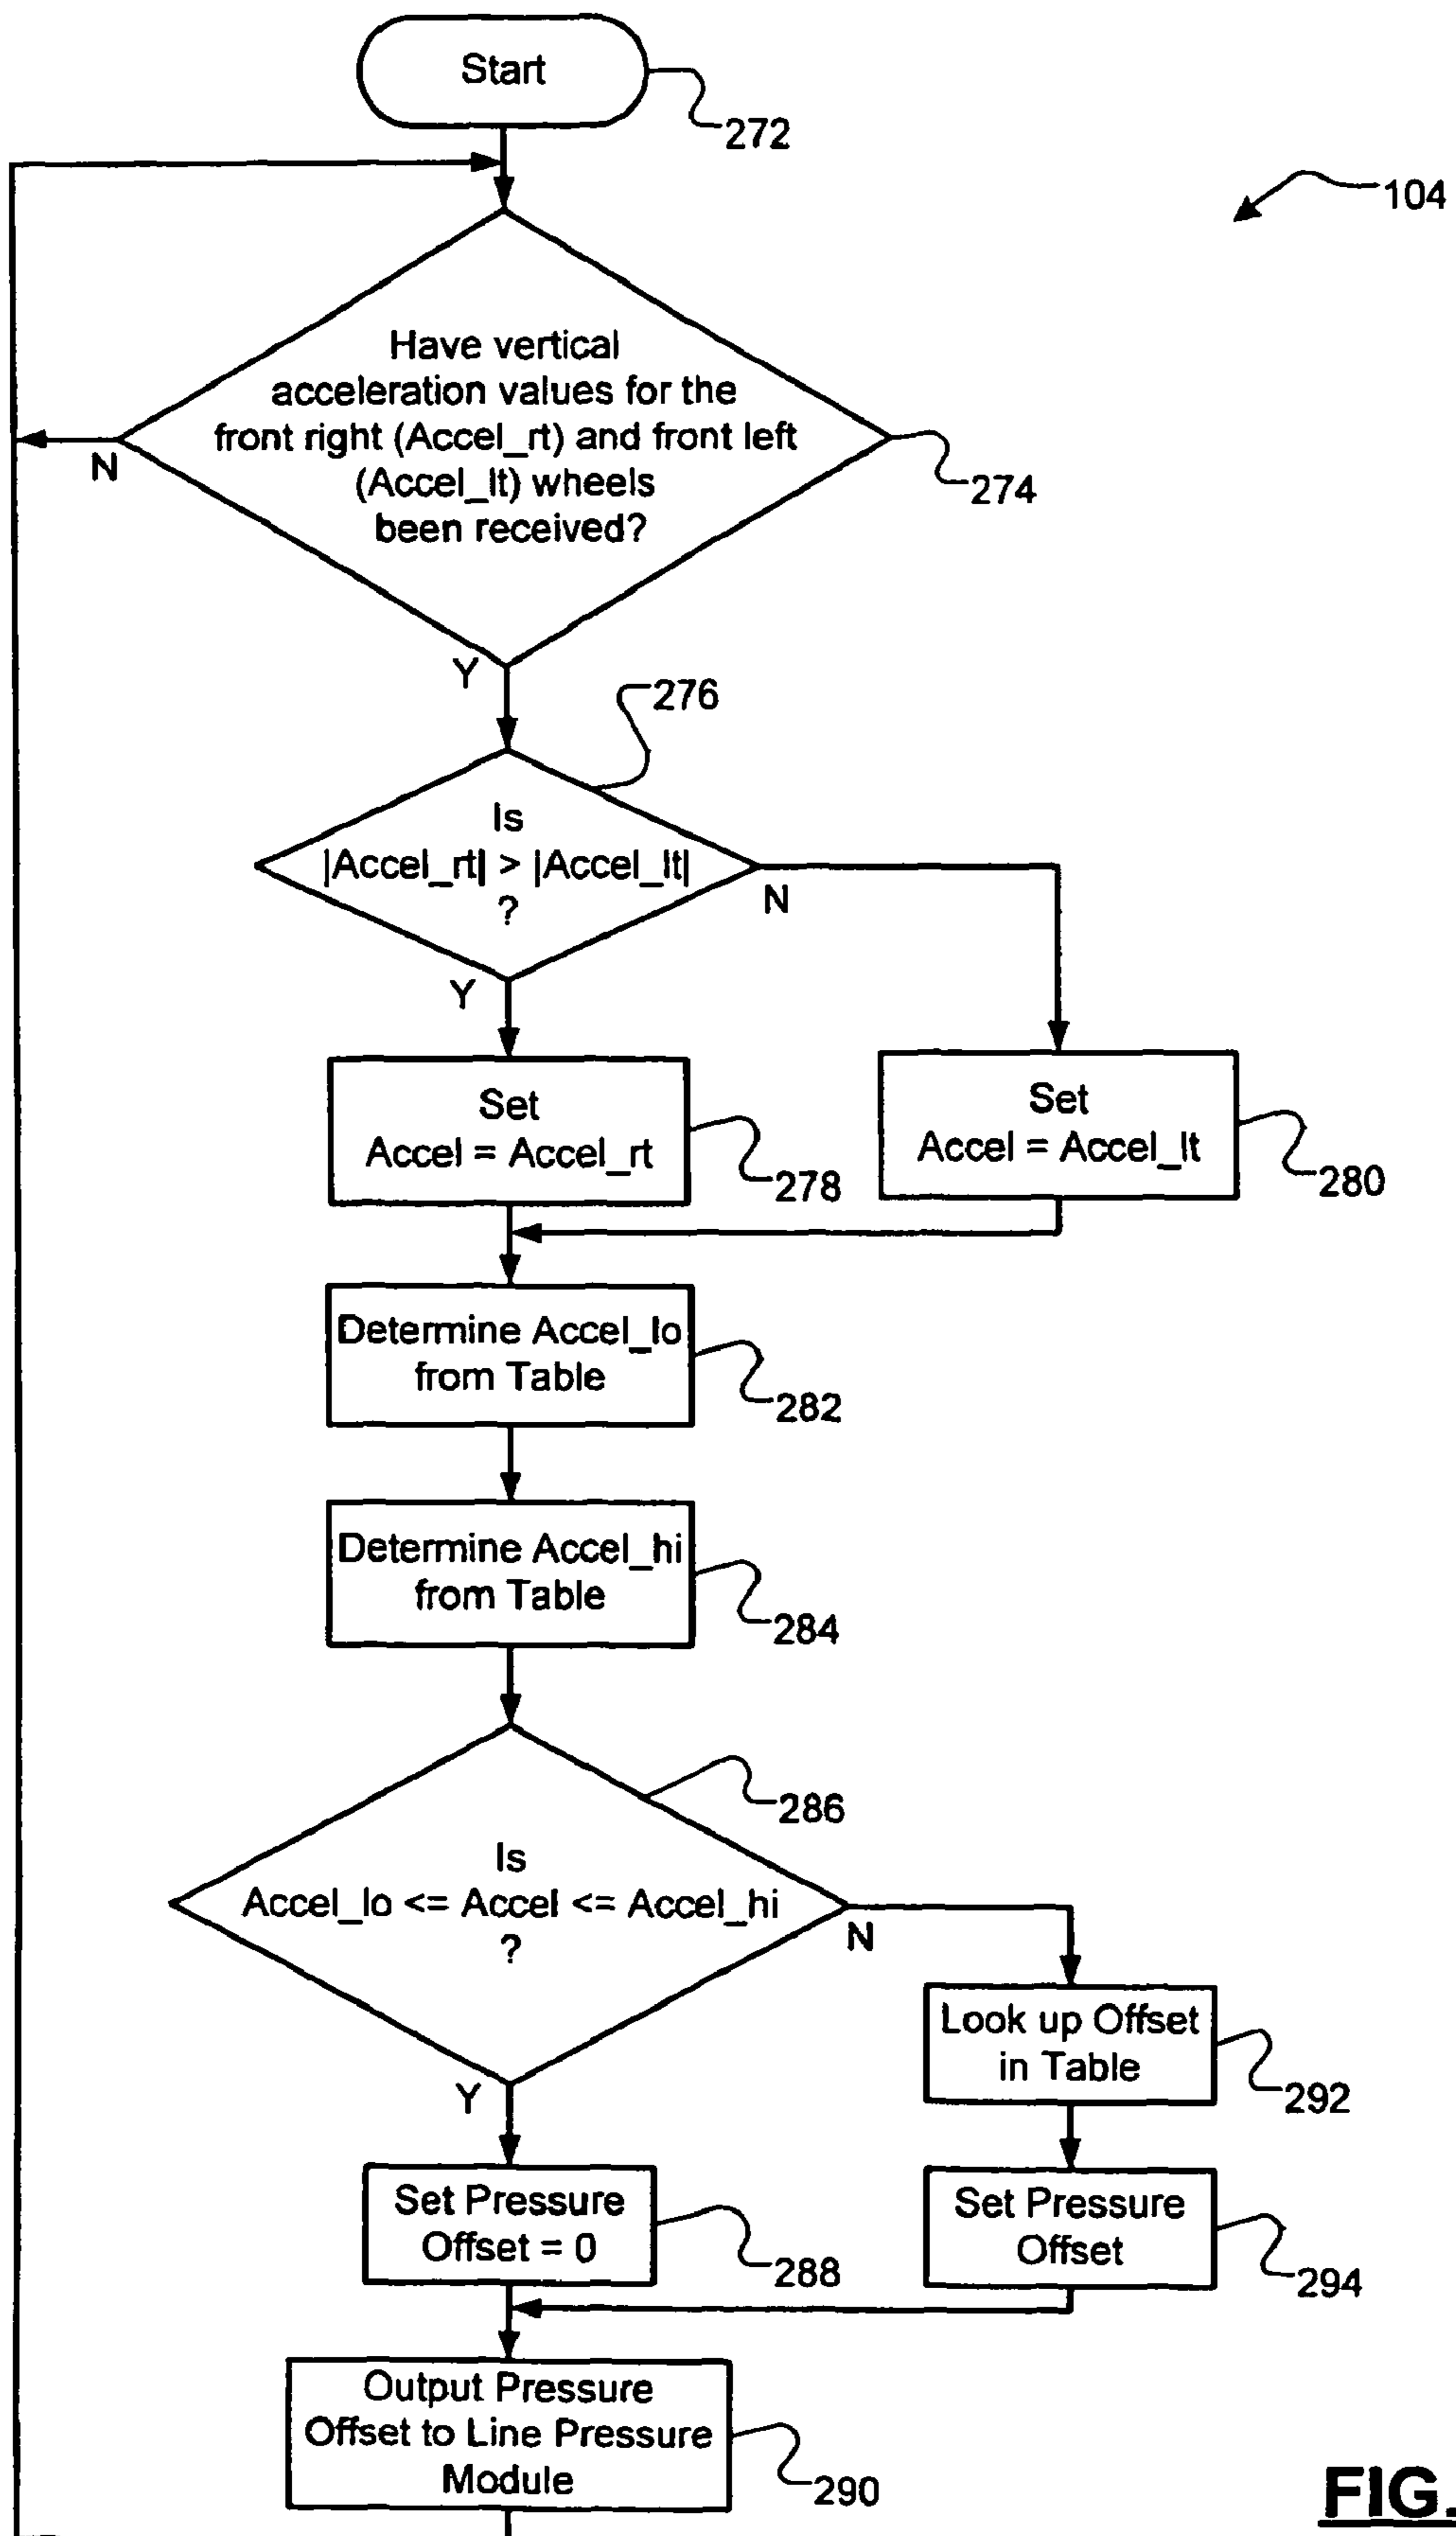 Start
272
104
Have vertical
acceleration values for the
front right (Accel_rt) and front left
(Accel_lt) wheels
been received?
N
274
Y
276
Is
|Accel_rt| > |Accel_lt|
?
N
Y
Set
Accel = Accel_rt
278
Set
Accel = Accel_lt
280
Determine Accel_lo
from Table
282
Determine Accel_hi
from Table
284
286
Is
Accel_lo <= Accel <= Accel_hi
?
N
Y
Look up Offset
in Table
292
Set Pressure
Offset = 0
288
Set Pressure
Offset
294
Output Pressure
Offset to Line Pressure
Module
290
FIG.